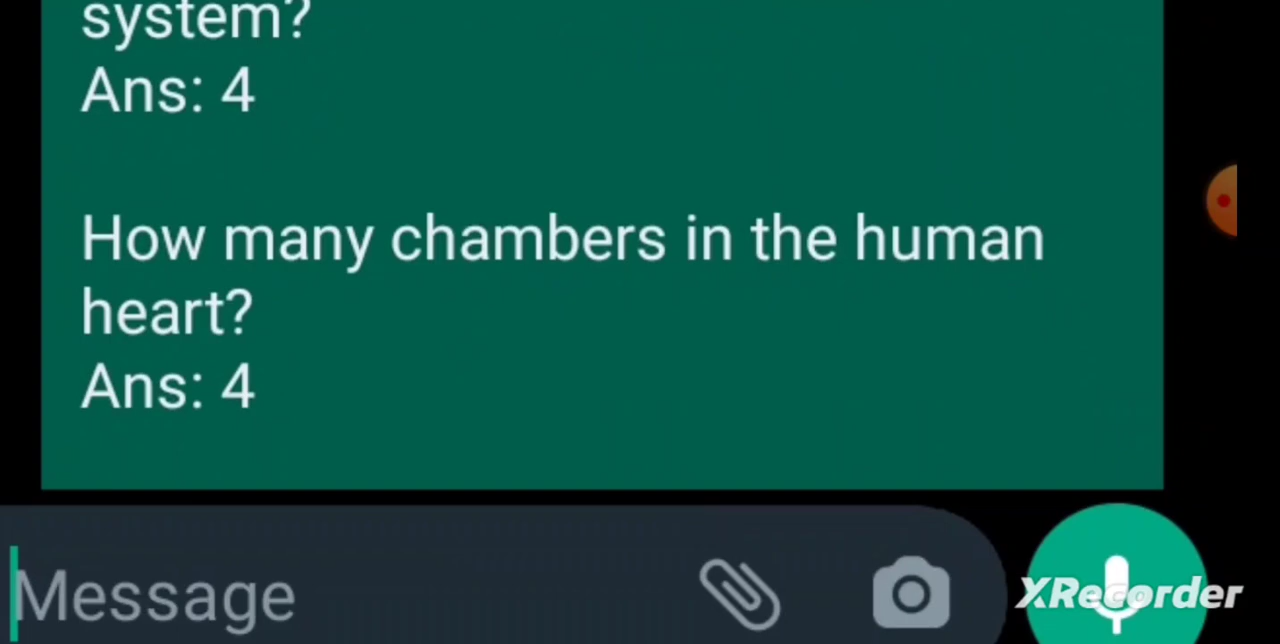 system?
Ans: 4
How many chambers in the human
heart?
Ans: 4
Message
XRecorder